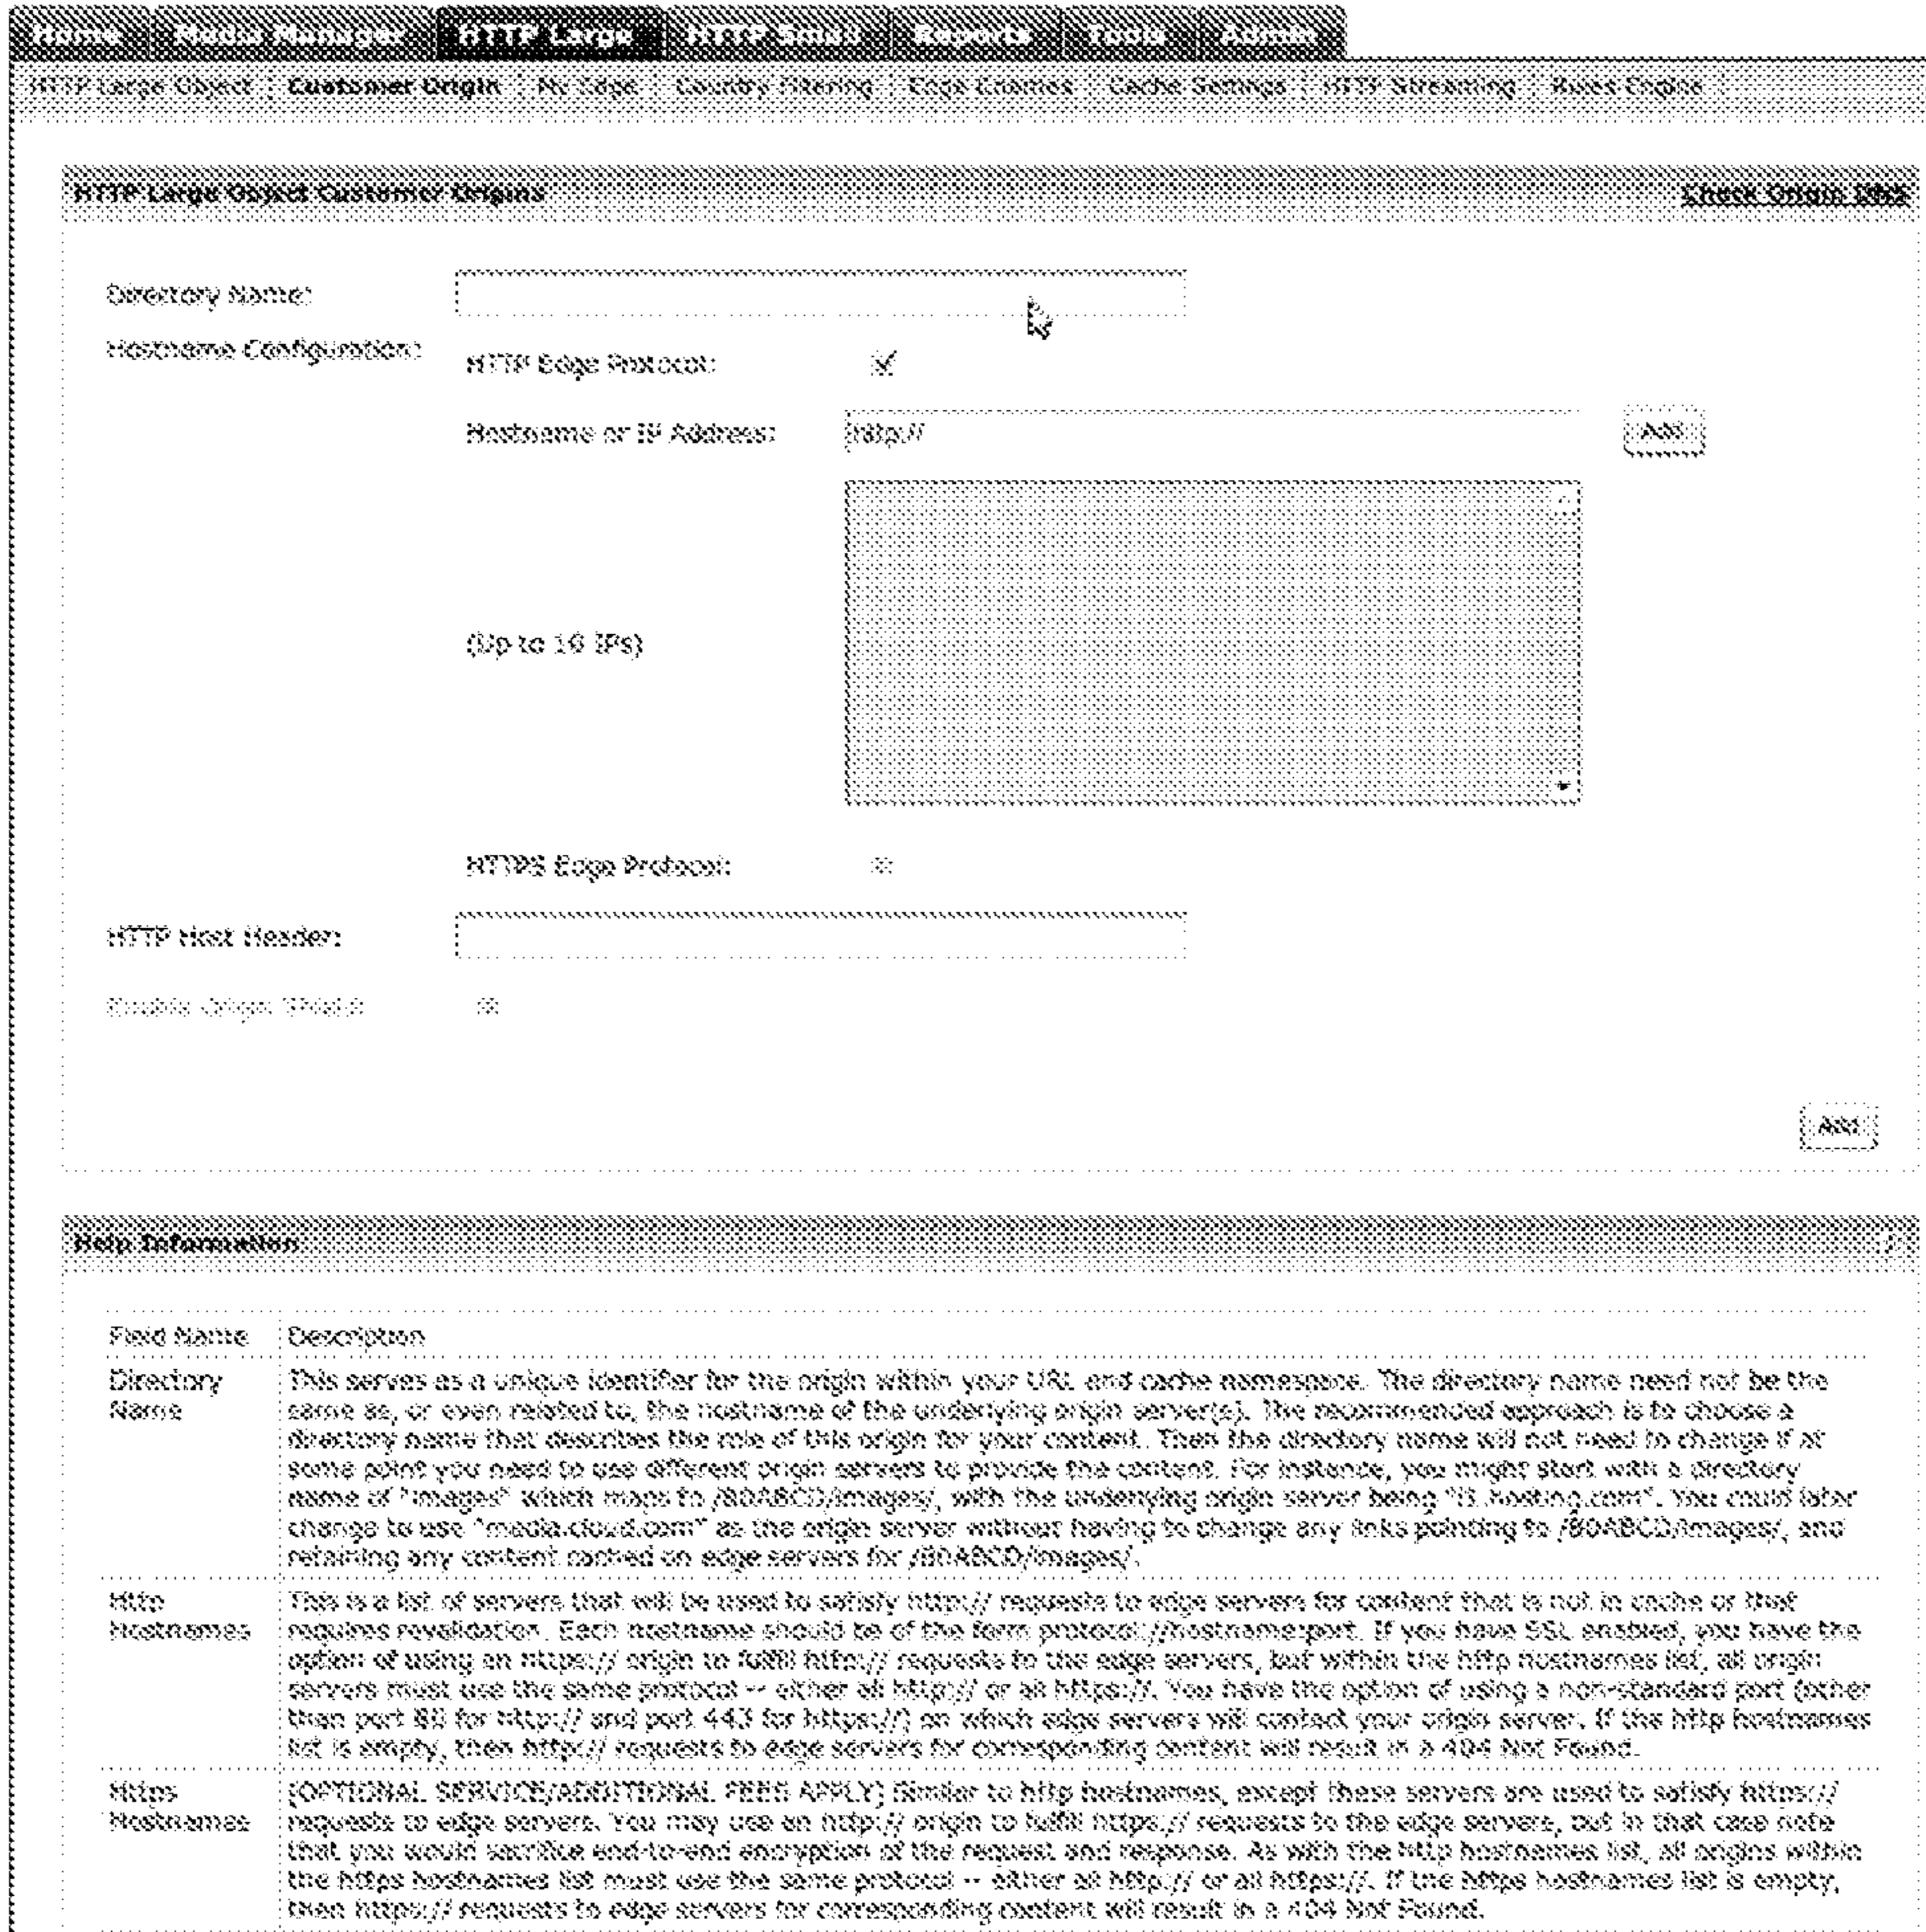 Home Media Manager HTTP Large HTTP Small Reports Tools Admin
HTTP Large Object Customer Origin My Edge Country Filtering Edge Cnames Cache Settings HTTP Streaming Rules Engine
HTTP Large Object Customer Origins Check Origin DNS
Directory Name:
Hostname Configuration:
HTTP Edge Protocol:
Hostname or IP Address: http:// Add
(Up to 10 IPs)
HTTPS Edge Protocol:
HTTP Host Header:
Enable Origin Shield:
Add
Help Information
Field Name Description
Directory Name This serves as a unique identifier for the origin within your URL and cache namespace. The directory name need not be the
same as, or even related to, the hostname of the underlying origin server(s). The recommended approach is to choose a
directory name that describes the role of this origin for your content. Then the directory name will not need to change if at
some point you need to use different origin servers to provide the content. For instance, you might start with a directory
name of "images" which maps to /80ABCD/images/, with the underlying origin server being "i1.hosting.com". You could later
change to use "media.cloud.com" as the origin server without having to change any links pointing to /80ABCD/images/, and
retaining any content cached on edge servers for /80ABCD/images/.
Http Hostnames This is a list of servers that will be used to satisfy http:// requests to edge servers for content that is not in cache or that
requires revalidation. Each hostname should be of the form protocol://hostname:port. If you have SSL enabled, you have the
option of using an https:// origin to fulfill http:// requests to the edge servers, but within the http hostnames list, all origin
servers must use the same protocol -- either all http:// or all https://. You have the option of using a non-standard port (other
than port 80 for http:// and port 443 for https://) on which edge servers will contact your origin server. If the http hostnames
list is empty, then http:// requests to edge servers for corresponding content will result in a 404 Not Found.
Https Hostnames [OPTIONAL SERVICE/ADDITIONAL FEES APPLY] Similar to http hostnames, except these servers are used to satisfy https://
requests to edge servers. You may use an http:// origin to fulfill https:// requests to the edge servers, but in that case note
that you would sacrifice end-to-end encryption of the request and response. As with the http hostnames list, all origins within
the https hostnames list must use the same protocol -- either all http:// or all https://. If the https hostnames list is empty,
then https:// requests to edge servers for corresponding content will result in a 404 Not Found.